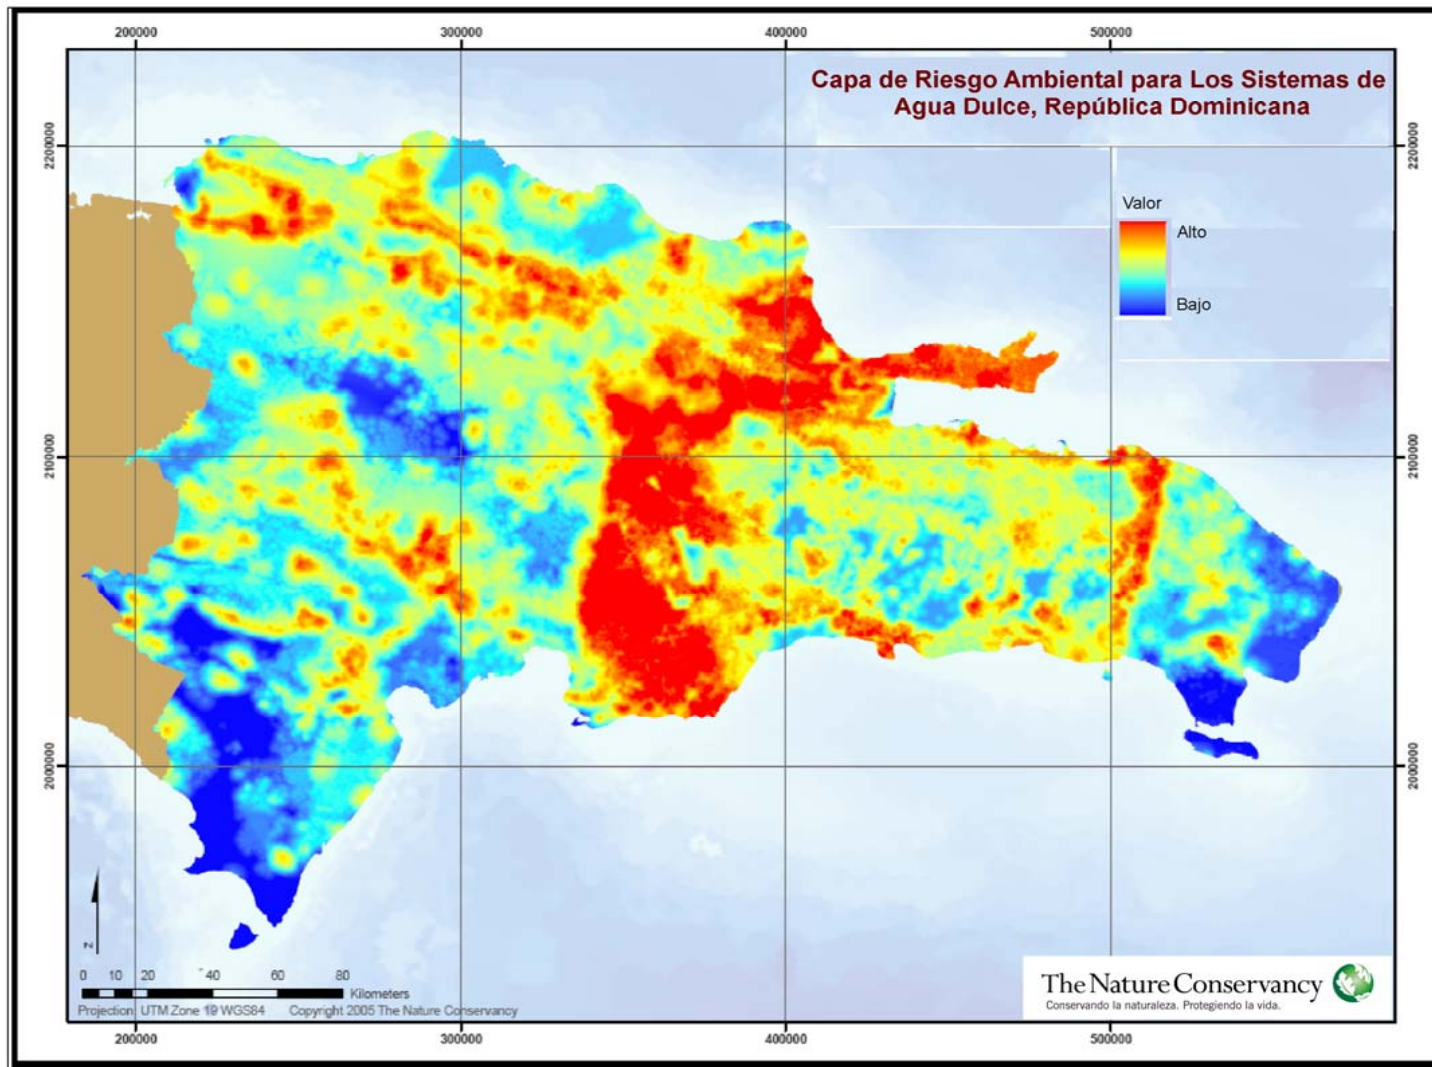 200000
300000
400000
500000
Capa de Riesgo Ambiental para Los Sistemas de
Agua Dulce, República Dominicana
2200000
2200000
Valor
Alto
Bajo
2100000
2100000
2000000
2000000
N
0 10 20 40 60 80
Kilometers
Projection: UTM Zone 19 WGS84 Copyright 2005 The Nature Conservancy
The Nature Conservancy
Conservando la naturaleza. Protegiendo la vida.
200000
300000
400000
500000